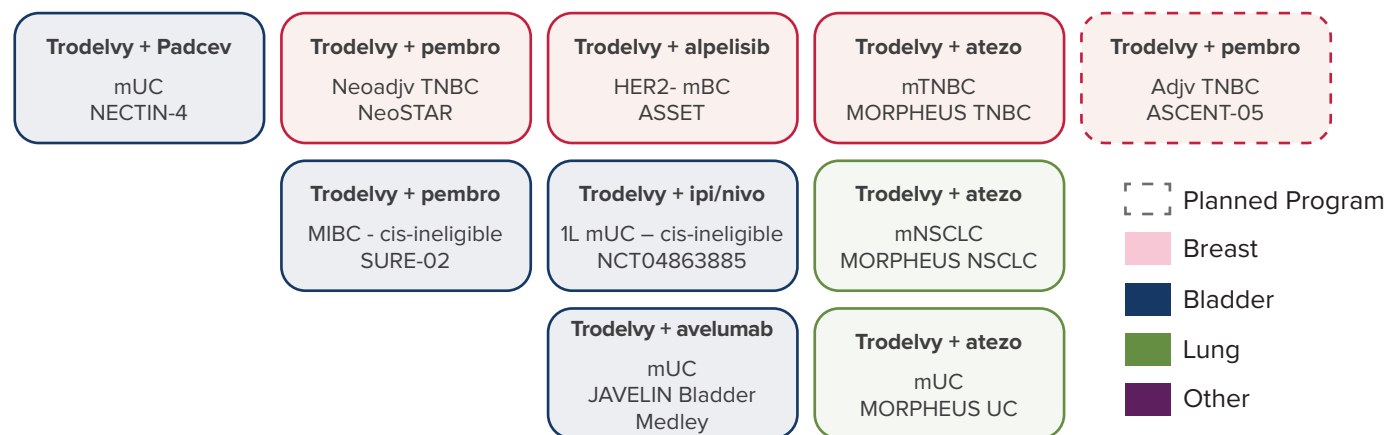 Trodelvy + Padcev
mUC
NECTIN-4
Trodelvy + pembro
Neoadjv TNBC
NeoSTAR
Trodelvy + alpelisib
HER2- mBC
ASSET
Trodelvy + atezo
mTNBC
MORPHEUS TNBC
Trodelvy + pembro
Adjv TNBC
ASCENT-05
Trodelvy + pembro
MIBC - cis-ineligible
SURE-02
Trodelvy + ipi/nivo
1L mUC – cis-ineligible
NCT04863885
Trodelvy + atezo
mNSCLC
MORPHEUS NSCLC
Trodelvy + avelumab
mUC
JAVELIN Bladder
Medley
Trodelvy + atezo
mUC
MORPHEUS UC
Planned Program
Breast
Bladder
Lung
Other